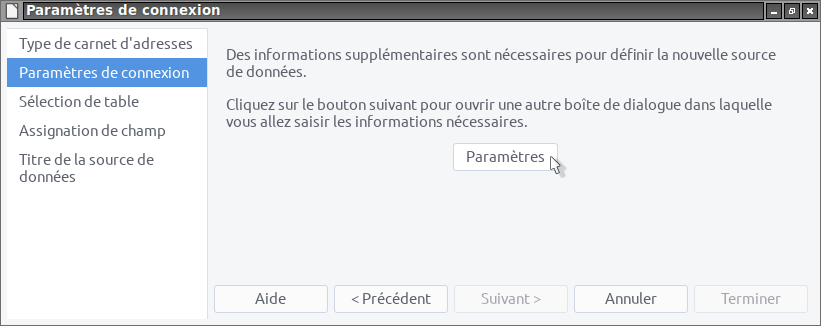 Paramètres de connexion
Type de carnet d'adresses
Paramètres de connexion
Sélection de table
Assignation de champ
Titre de la source de
données
Des informations supplémentaires sont nécessaires pour définir la nouvelle source
de données.
Cliquez sur le bouton suivant pour ouvrir une autre boîte de dialogue dans laquelle
vous allez saisir les informations nécessaires.
Paramètres
Aide
< Précédent
Suivant >
Annuler
Terminer